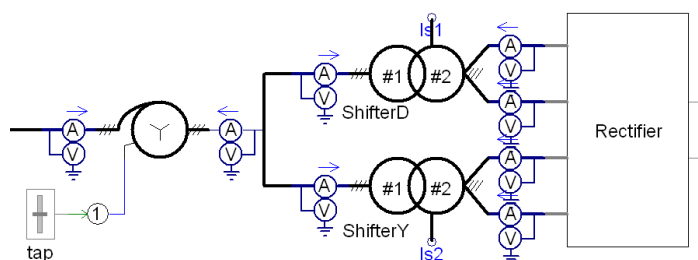 Is1
A
V
#1
#2
A
V
ShifterD
A
V
A
V
A
V
Rectifier
1
tap
A
V
#1
#2
A
V
ShifterY
A
V
Is2